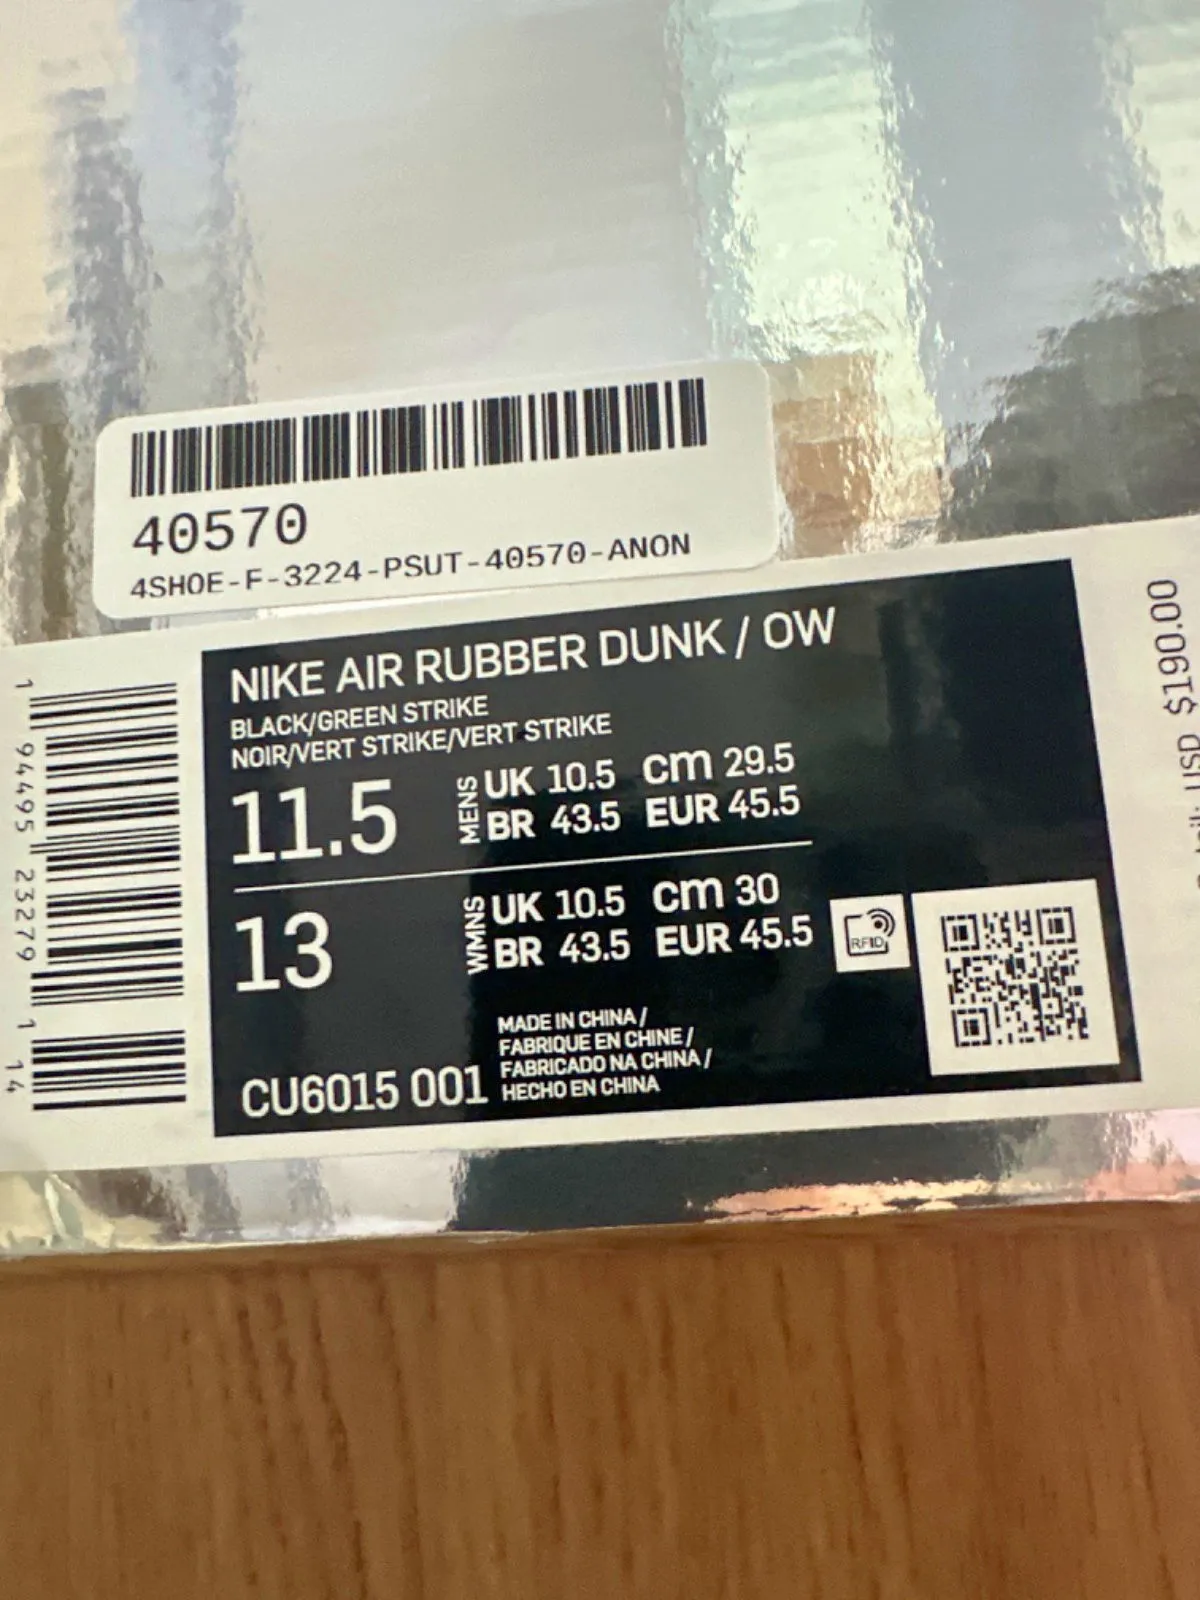 40570
4SHOE-F-3224-PSUT-40570-ANON
NIKE AIR RUBBER DUNK / OW
BLACK/GREEN STRIKE
NOIR/VERT STRIKE/VERT STRIKE
11.5
MENS
UK 10.5 cm 29.5
BR 43.5 EUR 45.5
13
WMNS
UK 10.5 cm 30
BR 43.5 EUR 45.5
RFID
MADE IN CHINA /
FABRIQUE EN CHINE /
FABRICADO NA CHINA /
HECHO EN CHINA
CU6015 001
1 94495 23279 1 14
USD $190.00